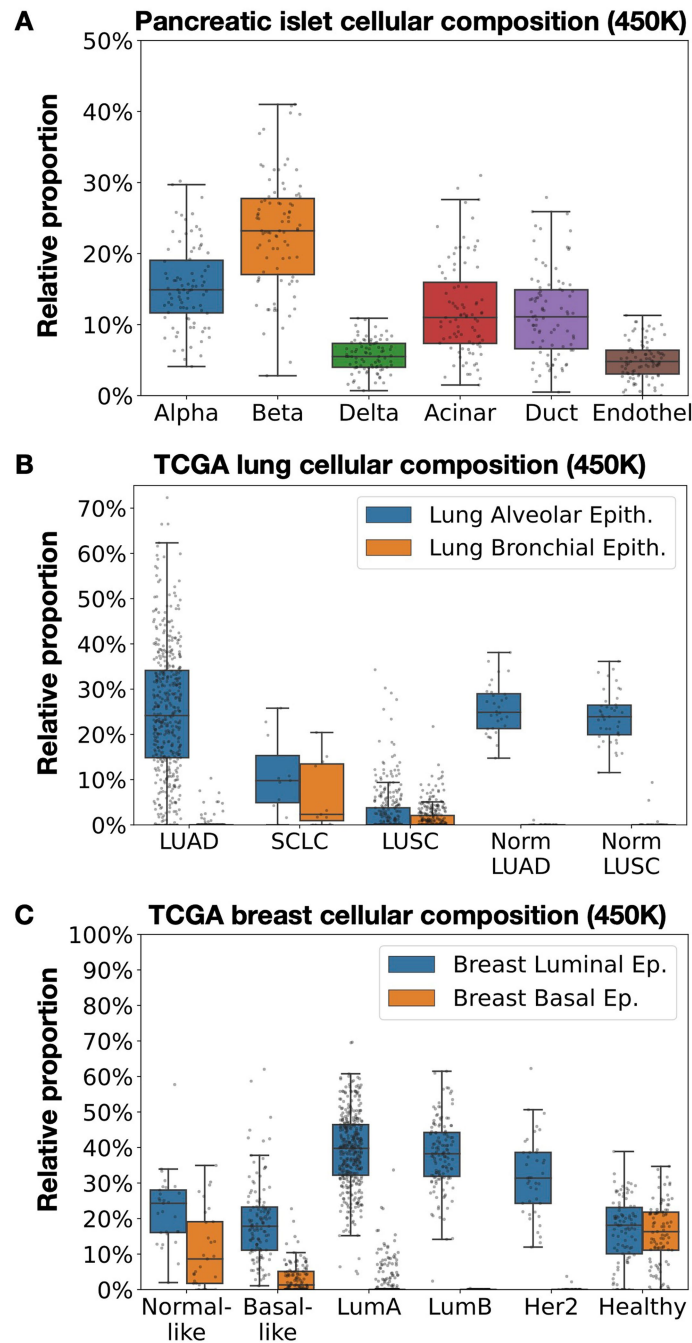 A
Pancreatic islet cellular composition (450K)
Relative proportion
50%
40%
30%
20%
10%
0%
Alpha Beta Delta Acinar Duct Endothel
B
TCGA lung cellular composition (450K)
Relative proportion
70%
60%
50%
40%
30%
20%
10%
0%
Lung Alveolar Epith.
Lung Bronchial Epith.
LUAD SCLC LUSC Norm Norm
LUAD LUSC
C
TCGA breast cellular composition (450K)
Relative proportion
100%
90%
80%
70%
60%
50%
40%
30%
20%
10%
0%
Breast Luminal Ep.
Breast Basal Ep.
Normal- Basal- LumA LumB Her2 Healthy
like like